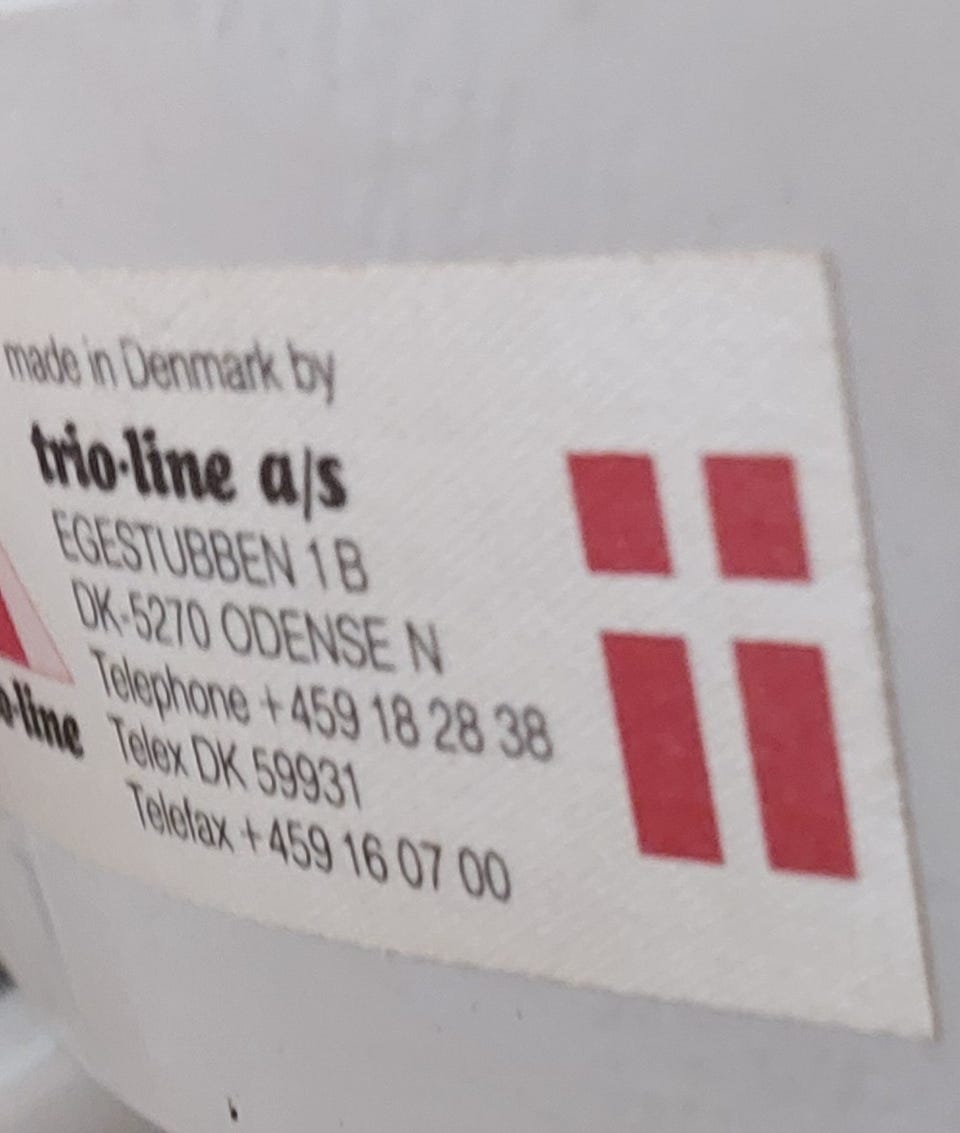 made in Denmark by
trio-line a/s
EGESTUBBEN 1 B
DK-5270 ODENSE N
Telephone +459 18 28 38
Telex DK 59931
Telefax +459 16 07 00
o-line